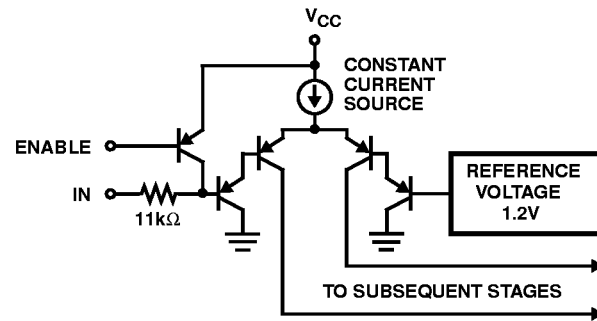 VCC
CONSTANT
CURRENT
SOURCE
ENABLE
IN
11kΩ
REFERENCE
VOLTAGE
1.2V
TO SUBSEQUENT STAGES